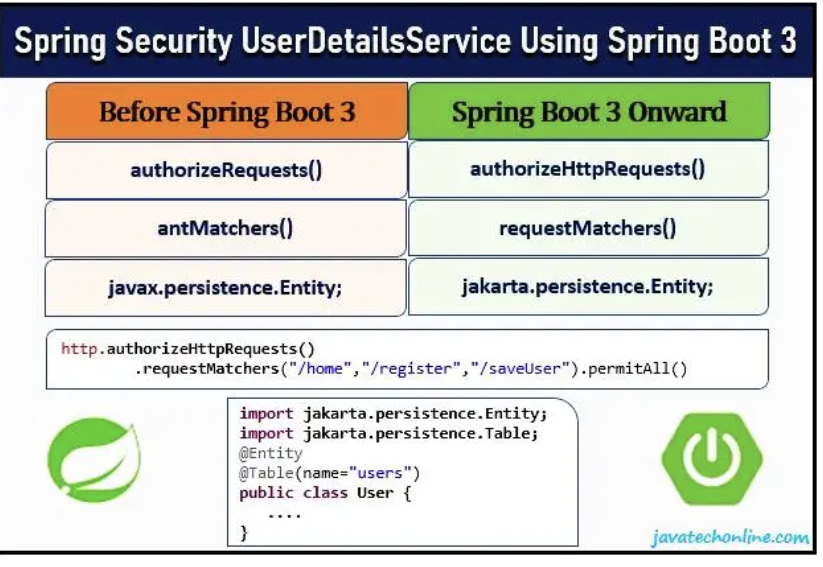 Spring Security UserDetailsService Using Spring Boot 3
Before Spring Boot 3
Spring Boot 3 Onward
authorizeRequests()
authorizeHttpRequests()
antMatchers()
requestMatchers()
javax.persistence.Entity;
jakarta.persistence.Entity;
http.authorizeHttpRequests()
.requestMatchers("/home","/register","/saveUser").permitAll()
import jakarta.persistence.Entity;
import jakarta.persistence.Table;
@Entity
@Table(name="users")
public class User {
....
}
javatechonline.com